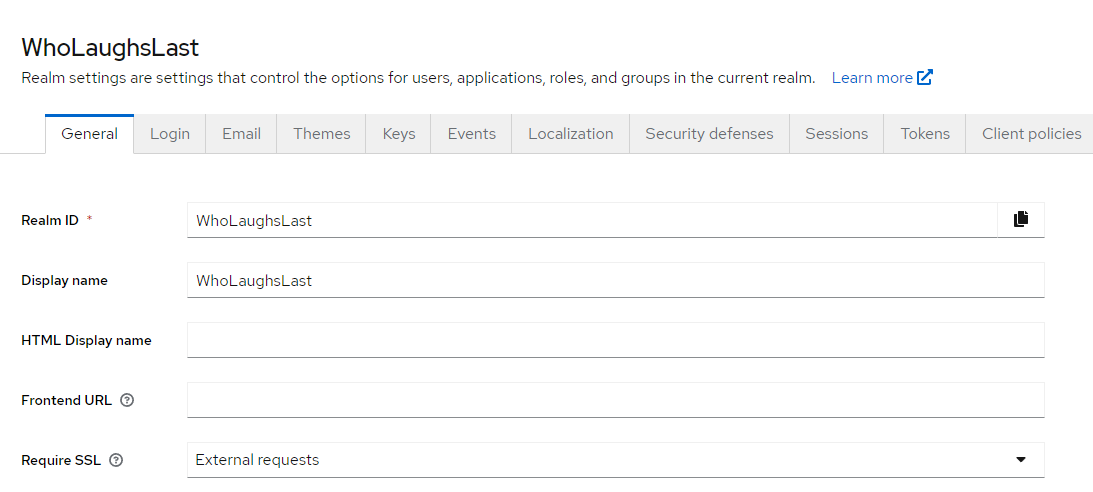 WhoLaughsLast
Realm settings are settings that control the options for users, applications, roles, and groups in the current realm. Learn more
General Login Email Themes Keys Events Localization Security defenses Sessions Tokens Client policies
Realm ID * WhoLaughsLast
Display name WhoLaughsLast
HTML Display name
Frontend URL ?
Require SSL ? External requests